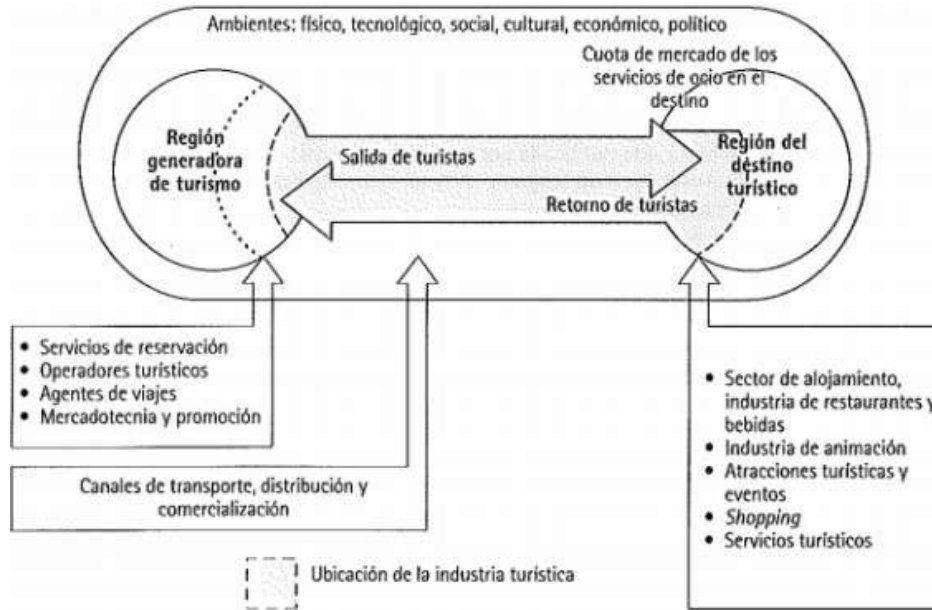 Ambientes: físico, tecnológico, social, cultural, económico, político
Cuota de mercado de los
servicios de ocio en el
destino
Región
generadora
de turismo
Salida de turistas
Región del
destino
turístico
Retorno de turistas
• Servicios de reservación
• Operadores turísticos
• Agentes de viajes
• Mercadotecnia y promoción
Canales de transporte, distribución y
comercialización
• Sector de alojamiento,
industria de restaurantes y
bebidas
• Industria de animación
• Atracciones turísticas y
eventos
• Shopping
• Servicios turísticos
Ubicación de la industria turística